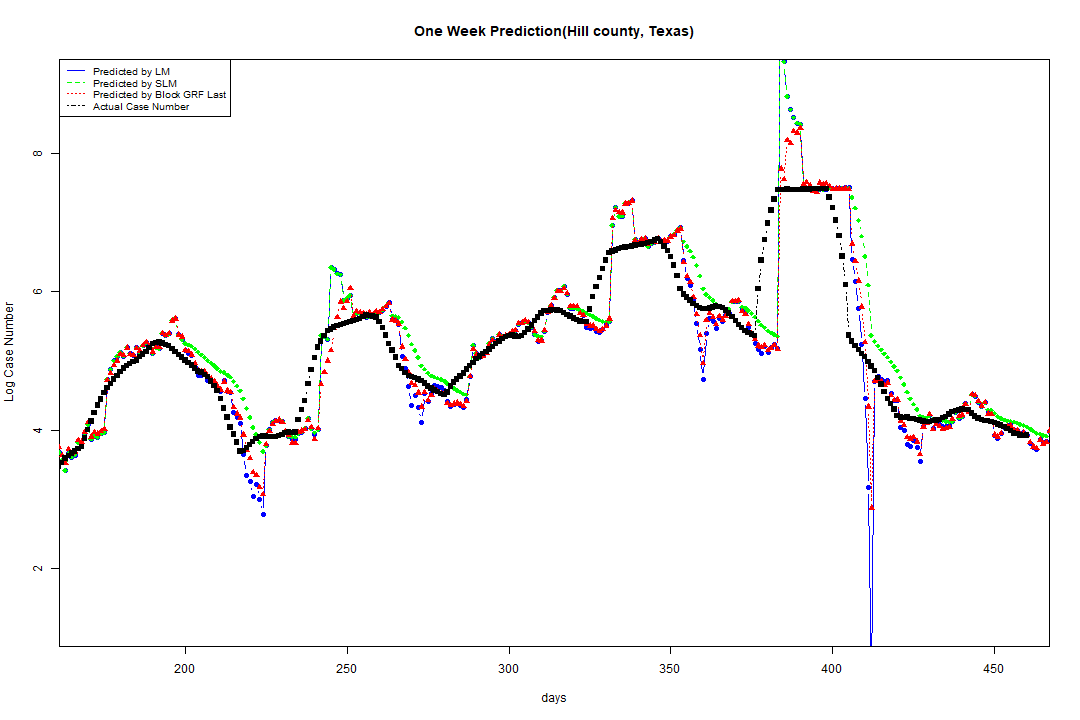 One Week Prediction(Hill county, Texas)
Predicted by LM
Predicted by SLM
Predicted by Block GRF Last
Actual Case Number
Log Case Number
8
6
4
2
200 250 300 350 400 450
days